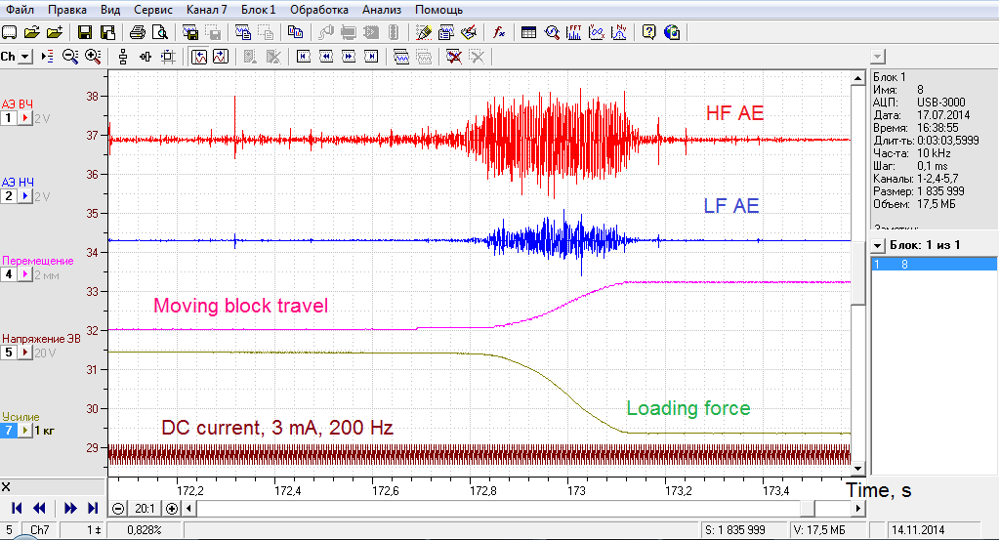 Файл Правка Вид Сервис Канал 7 Блок 1 Обработка Анализ Помощь
Ch
АЭ ВЧ
1 2 V
АЭ НЧ
2 2 V
Перемещение
4 2 мм
Напряжение ЭВ
5 20 V
Усилие
7 1 кг
38
37
36
35
34
33
32
31
30
29
HF AE
LF AE
Moving block travel
Loading force
DC current, 3 mA, 200 Hz
172,2 172,4 172,6 172,8 173 173,2 173,4
Time, s
Блок 1
Имя: 8
АЦП: USB-3000
Дата: 17.07.2014
Время: 16:38:55
Длит-ть: 0:03:03,5999
Час-та: 10 kHz
Шаг: 0,1 ms
Каналы: 1-2,4-5,7
Размер: 1 835 999
Объем: 17,5 МБ
Блок: 1 из 1
1 8
20:1
5 Ch7 1 0,828% S: 1 835 999 V: 17,5 МБ 14.11.2014